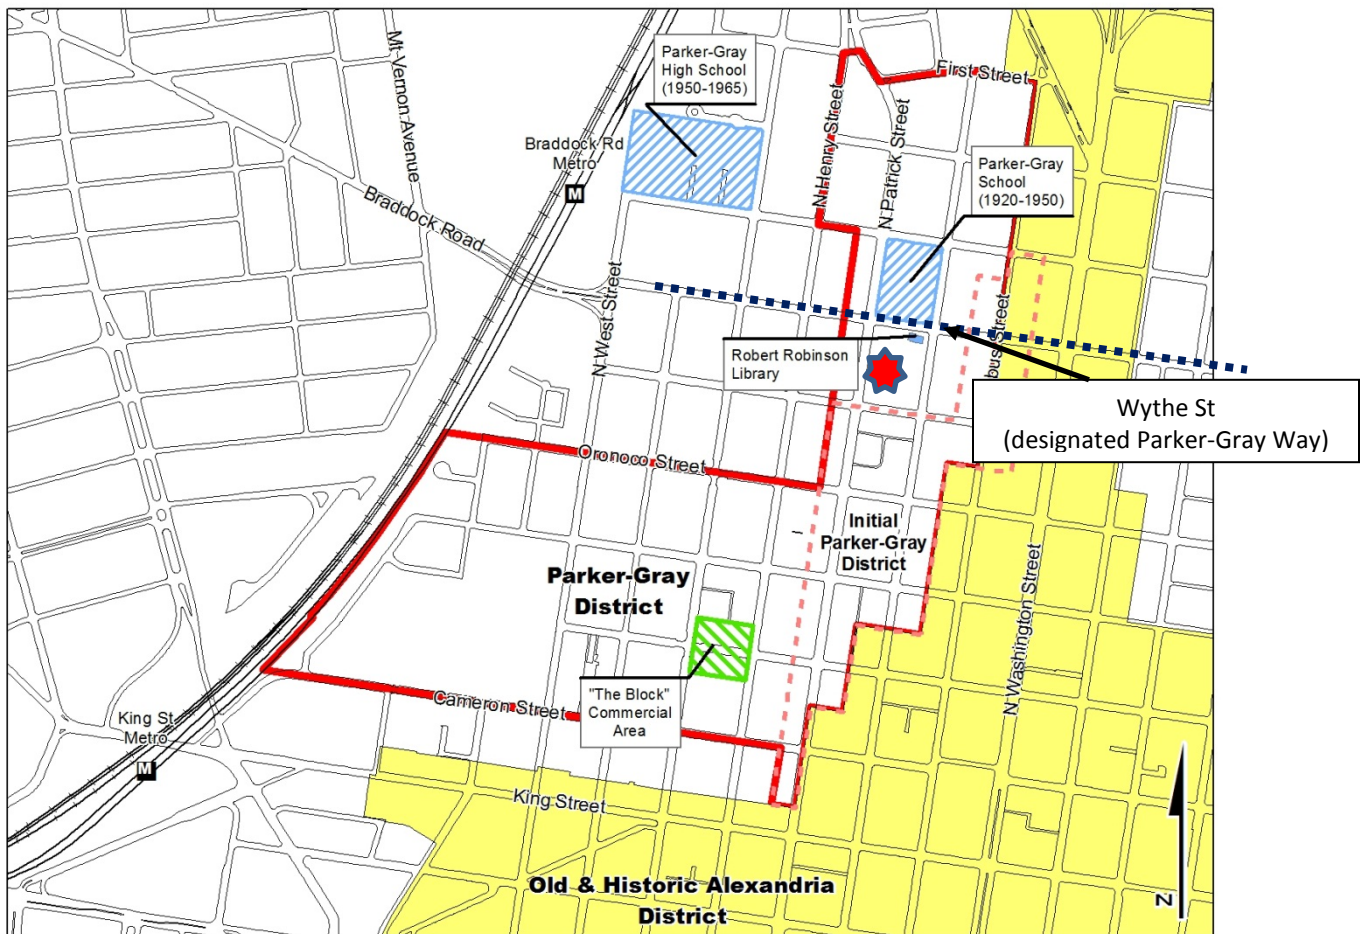 Parker-Gray
High School
(1950-1965)
Mt Vernon Avenue
First Street
Braddock Rd
Metro
M
N Henry Street
N Patrick Street
Parker-Gray
School
(1920-1950)
Braddock Road
N West Street
bus Street
Robert Robinson
Library
Wythe St
(designated Parker-Gray Way)
Oronoco Street
Initial
Parker-Gray
District
Parker-Gray
District
N Washington Street
"The Block"
Commercial
Area
Cameron Street
King St
Metro
M
King Street
Old & Historic Alexandria
District
N